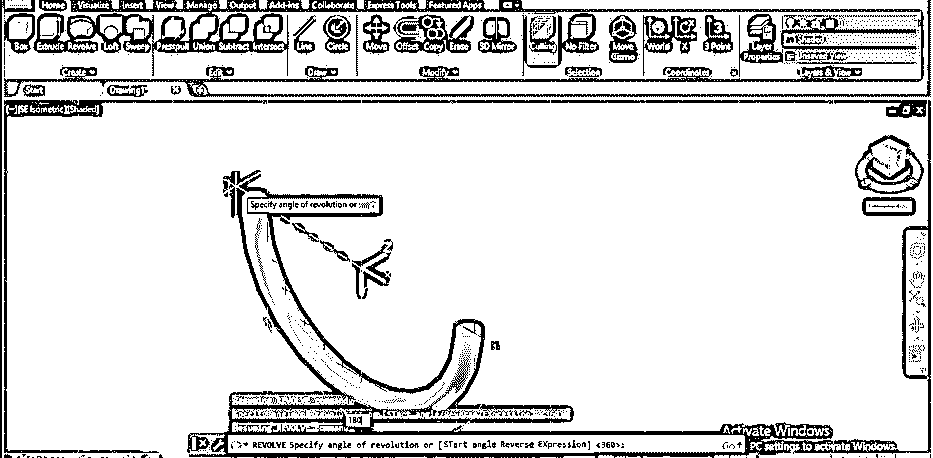 Home Visualize Insert View Manage Output Add-ins Collaborate Express Tools Featured Apps
Box Extrude Revolve Loft Sweep Presspull Union Subtract Intersect Line Circle Move Offset Copy Erase 3D Mirror Culling No Filter Move Gizmo World X 3 Point Layer Properties
Shaded
Unsaved View
Create Edit Draw Modify Selection Coordinates Layers & View
Start Drawing1*
[-][SE Isometric][Shaded]
Specify angle of revolution or
180
REVOLVE Specify angle of revolution or [STart angle Reverse EXpression] <360>:
Activate Windows
Go t PC settings to activate Windows.